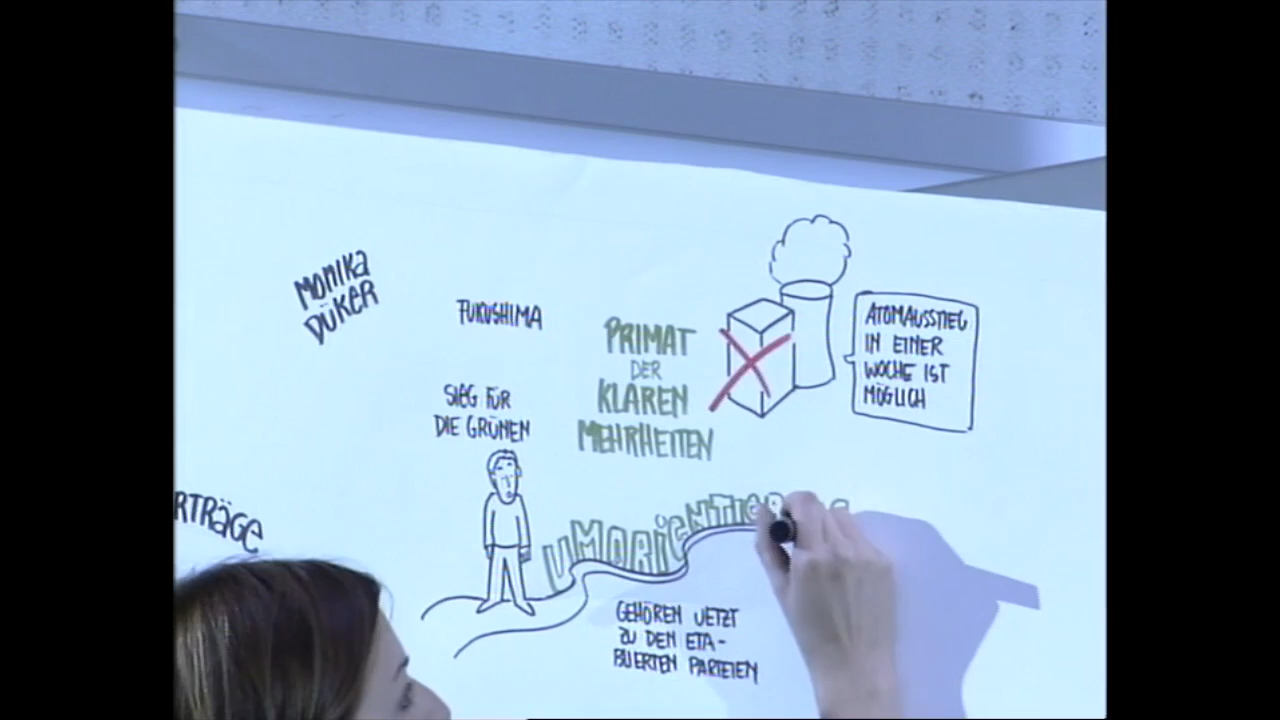 MONIKA
DÜKER
FUKUSHIMA
SIEG FÜR
DIE GRÜNEN
PRIMAT
DER
KLAREN
MEHRHEITEN
ATOMAUSSTIEG
IN EINER
WOCHE IST
MÖGLICH
RTRÄGE
GEHÖREN JETZT
ZU DEN ETA-
BLIERTEN PARTEIEN